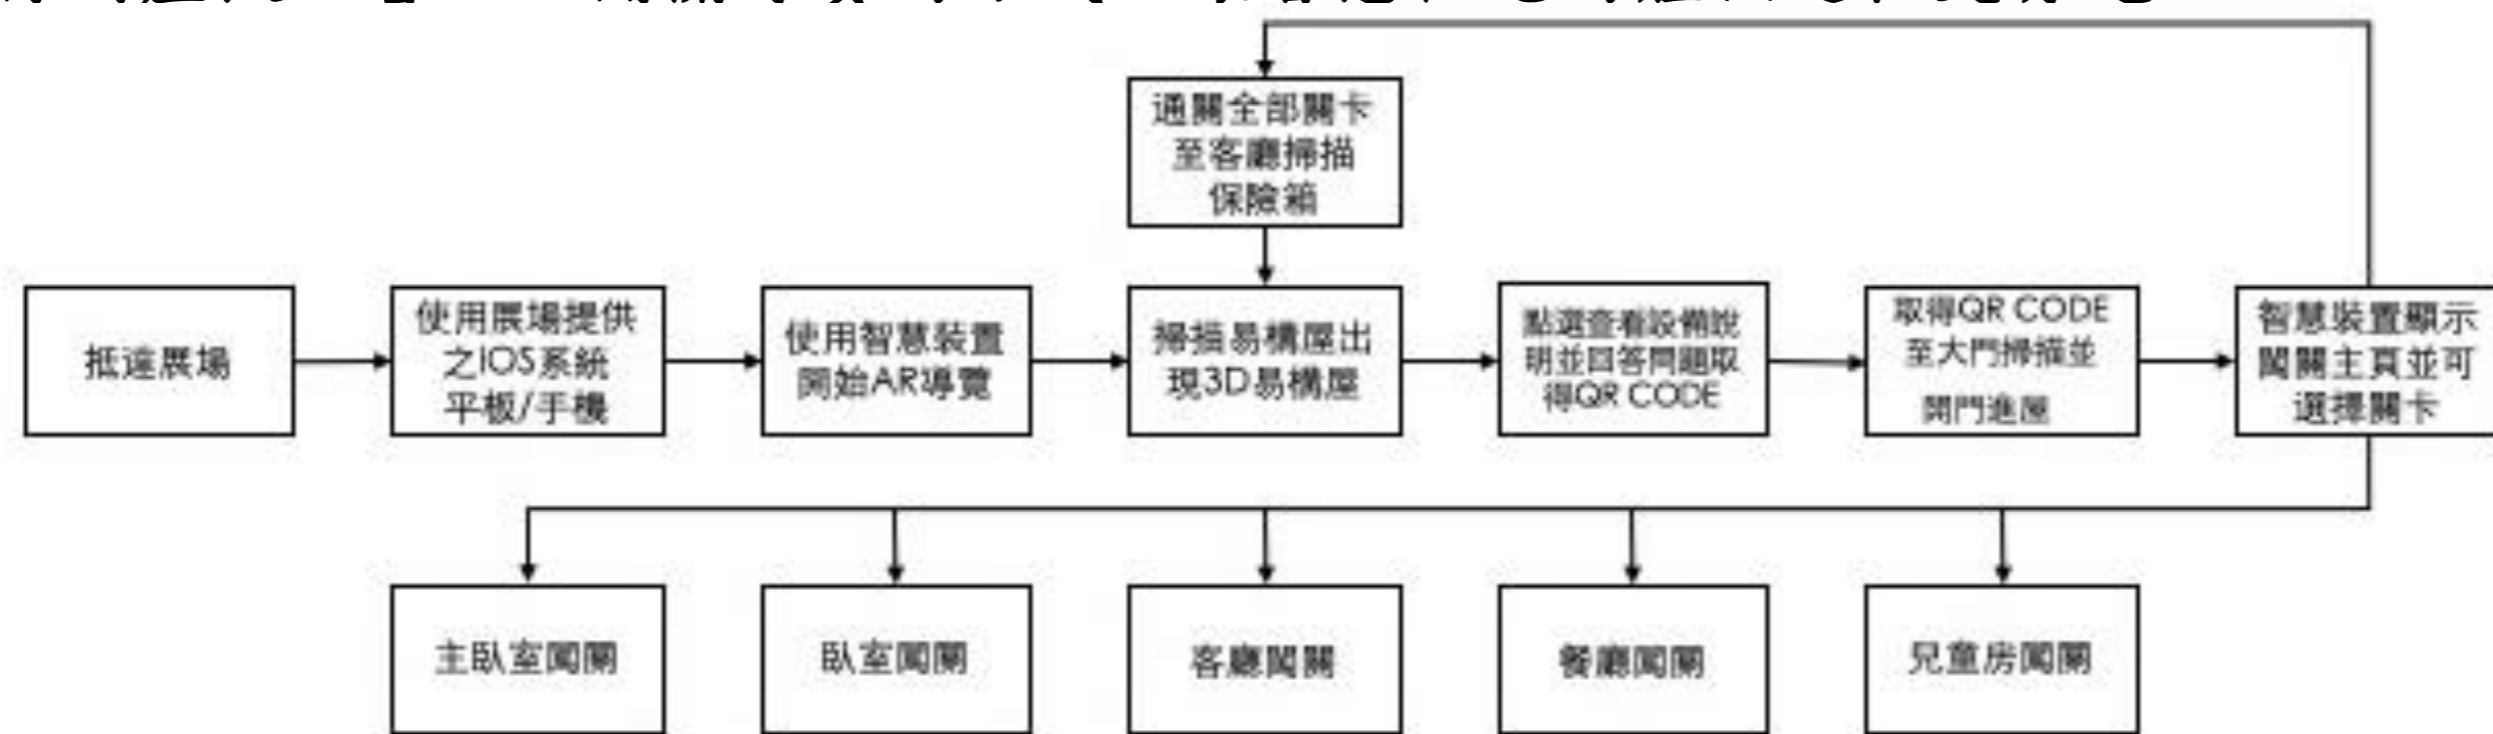 通關全部關卡
至客廳掃描
保險箱
抵達展場
使用展場提供
之IOS系統
平板/手機
使用智慧裝置
開始AR導覽
掃描易構屋出
現3D易構屋
點選查看設備說
明並回答問題取
得QR CODE
取得QR CODE
至大門掃描並
開門進屋
智慧裝置顯示
闖關主頁並可
選擇關卡
主臥室闖關
臥室闖關
客廳闖關
餐廳闖關
兒童房闖關